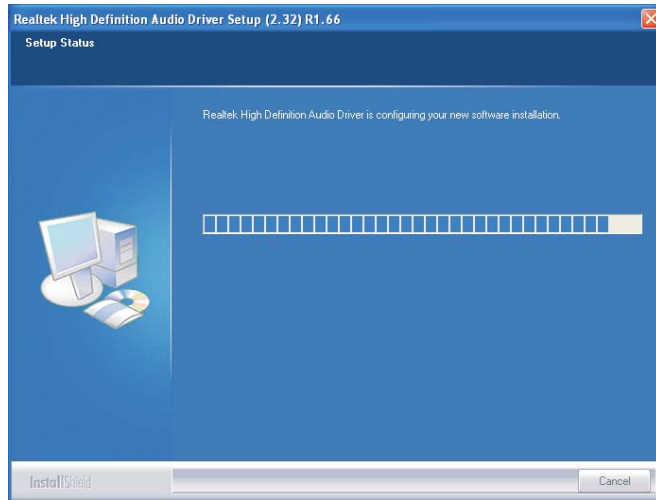 Realtek High Definition Audio Driver Setup (2.32) R1.66
Setup Status
Realtek High Definition Audio Driver is configuring your new software installation.
InstallShield
Cancel